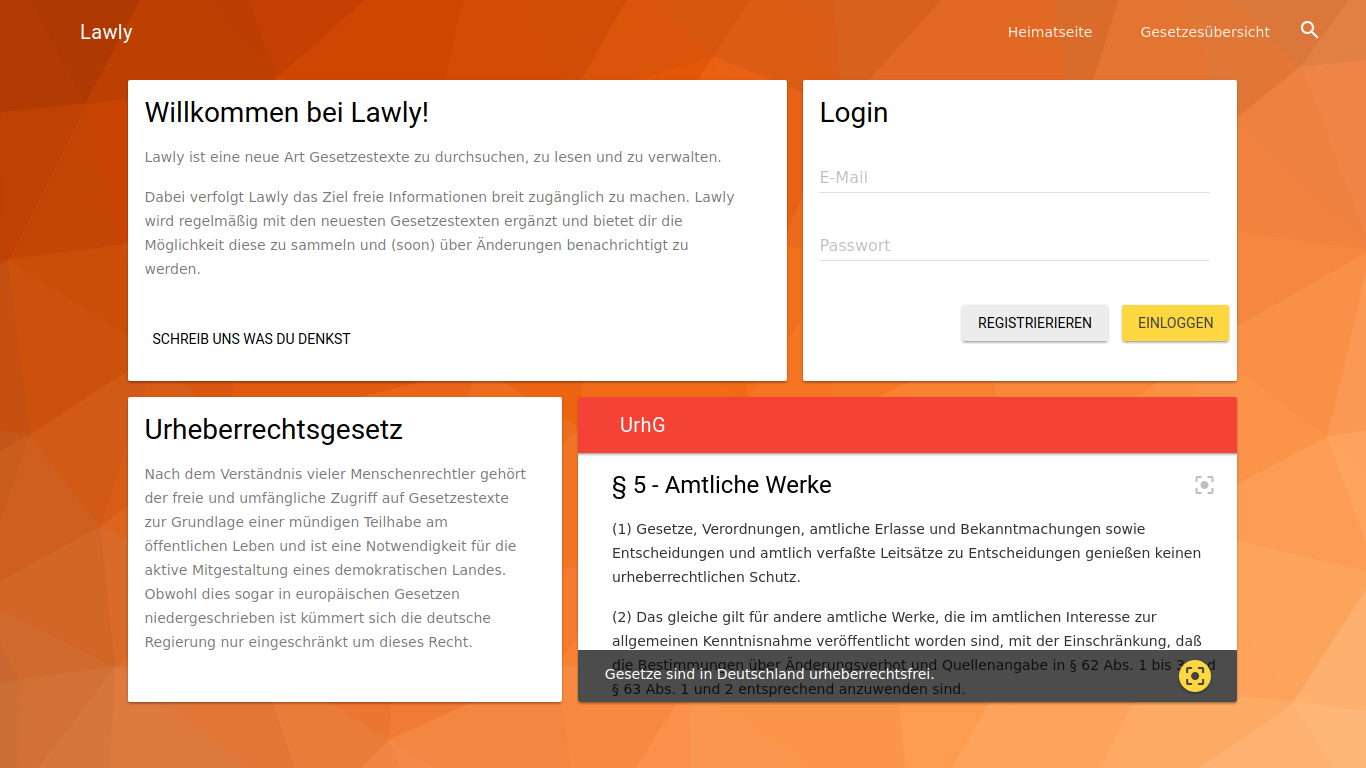 Lawly
Heimatseite
Gesetzesübersicht
Willkommen bei Lawly!
Lawly ist eine neue Art Gesetzestexte zu durchsuchen, zu lesen und zu verwalten.
Dabei verfolgt Lawly das Ziel freie Informationen breit zugänglich zu machen. Lawly
wird regelmäßig mit den neuesten Gesetzestexten ergänzt und bietet dir die
Möglichkeit diese zu sammeln und (soon) über Änderungen benachrichtigt zu
werden.
SCHREIB UNS WAS DU DENKST
Login
E-Mail
Passwort
REGISTRIERIEREN
EINLOGGEN
Urheberrechtsgesetz
Nach dem Verständnis vieler Menschenrechtler gehört
der freie und umfängliche Zugriff auf Gesetzestexte
zur Grundlage einer mündigen Teilhabe am
öffentlichen Leben und ist eine Notwendigkeit für die
aktive Mitgestaltung eines demokratischen Landes.
Obwohl dies sogar in europäischen Gesetzen
niedergeschrieben ist kümmert sich die deutsche
Regierung nur eingeschränkt um dieses Recht.
UrhG
§ 5 - Amtliche Werke
(1) Gesetze, Verordnungen, amtliche Erlasse und Bekanntmachungen sowie
Entscheidungen und amtlich verfaßte Leitsätze zu Entscheidungen genießen keinen
urheberrechtlichen Schutz.
(2) Das gleiche gilt für andere amtliche Werke, die im amtlichen Interesse zur
allgemeinen Kenntnisnahme veröffentlicht worden sind, mit der Einschränkung, daß
die Bestimmungen über Änderungsverbot und Quellenangabe in § 62 Abs. 1 bis
§ 63 Abs. 1 und 2 entsprechend anzuwenden sind.
Gesetze sind in Deutschland urheberrechtsfrei.